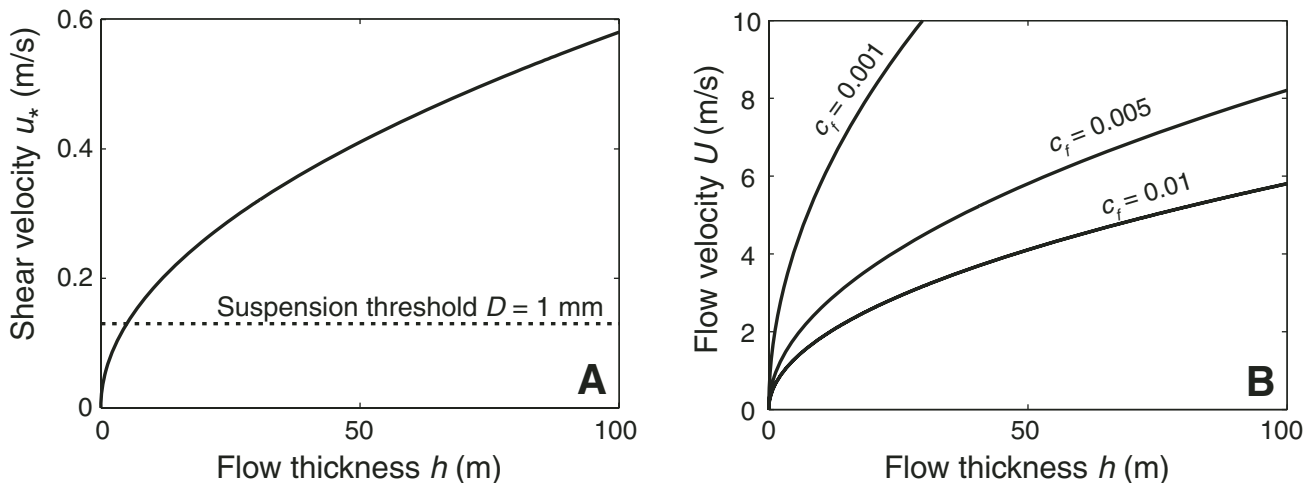 Shear velocity u* (m/s)
0.6
0.4
0.2
0
Suspension threshold D = 1 mm
A
0
50
100
Flow thickness h (m)
Flow velocity U (m/s)
10
8
6
4
2
0
cf = 0.001
cf = 0.005
cf = 0.01
B
0
50
100
Flow thickness h (m)